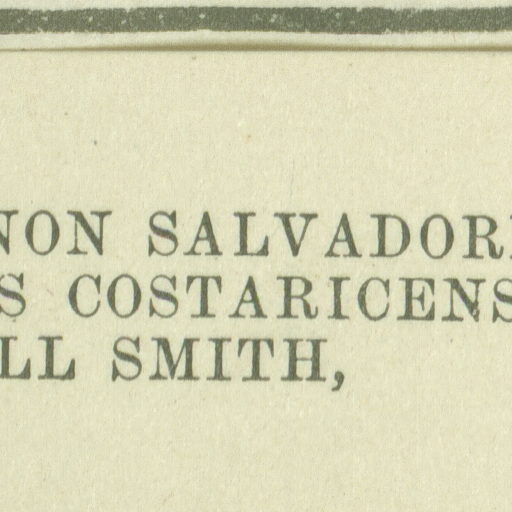 NON SALVADOR
S COSTARICENS
LL SMITH,